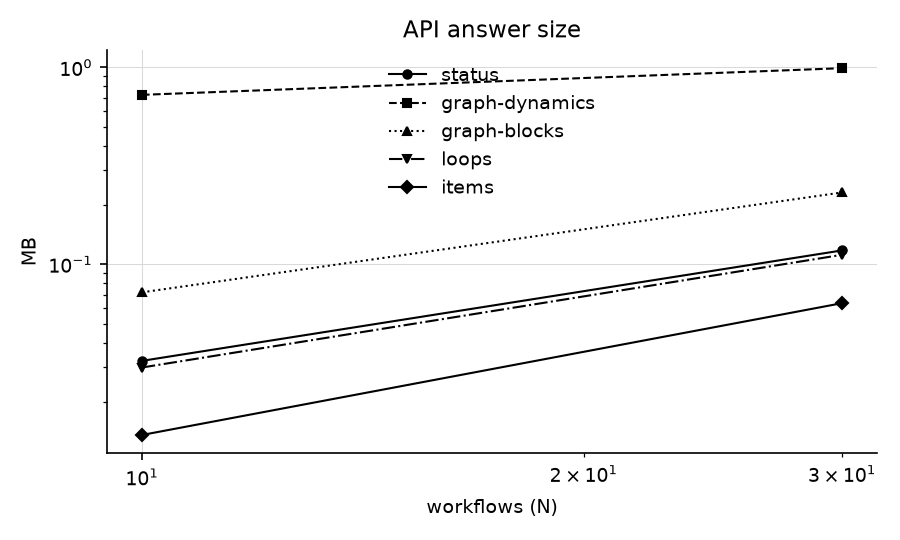 API answer size
10⁰
10⁻¹
MB
status
graph-dynamics
graph-blocks
loops
items
10¹
2 × 10¹
3 × 10¹
workflows (N)